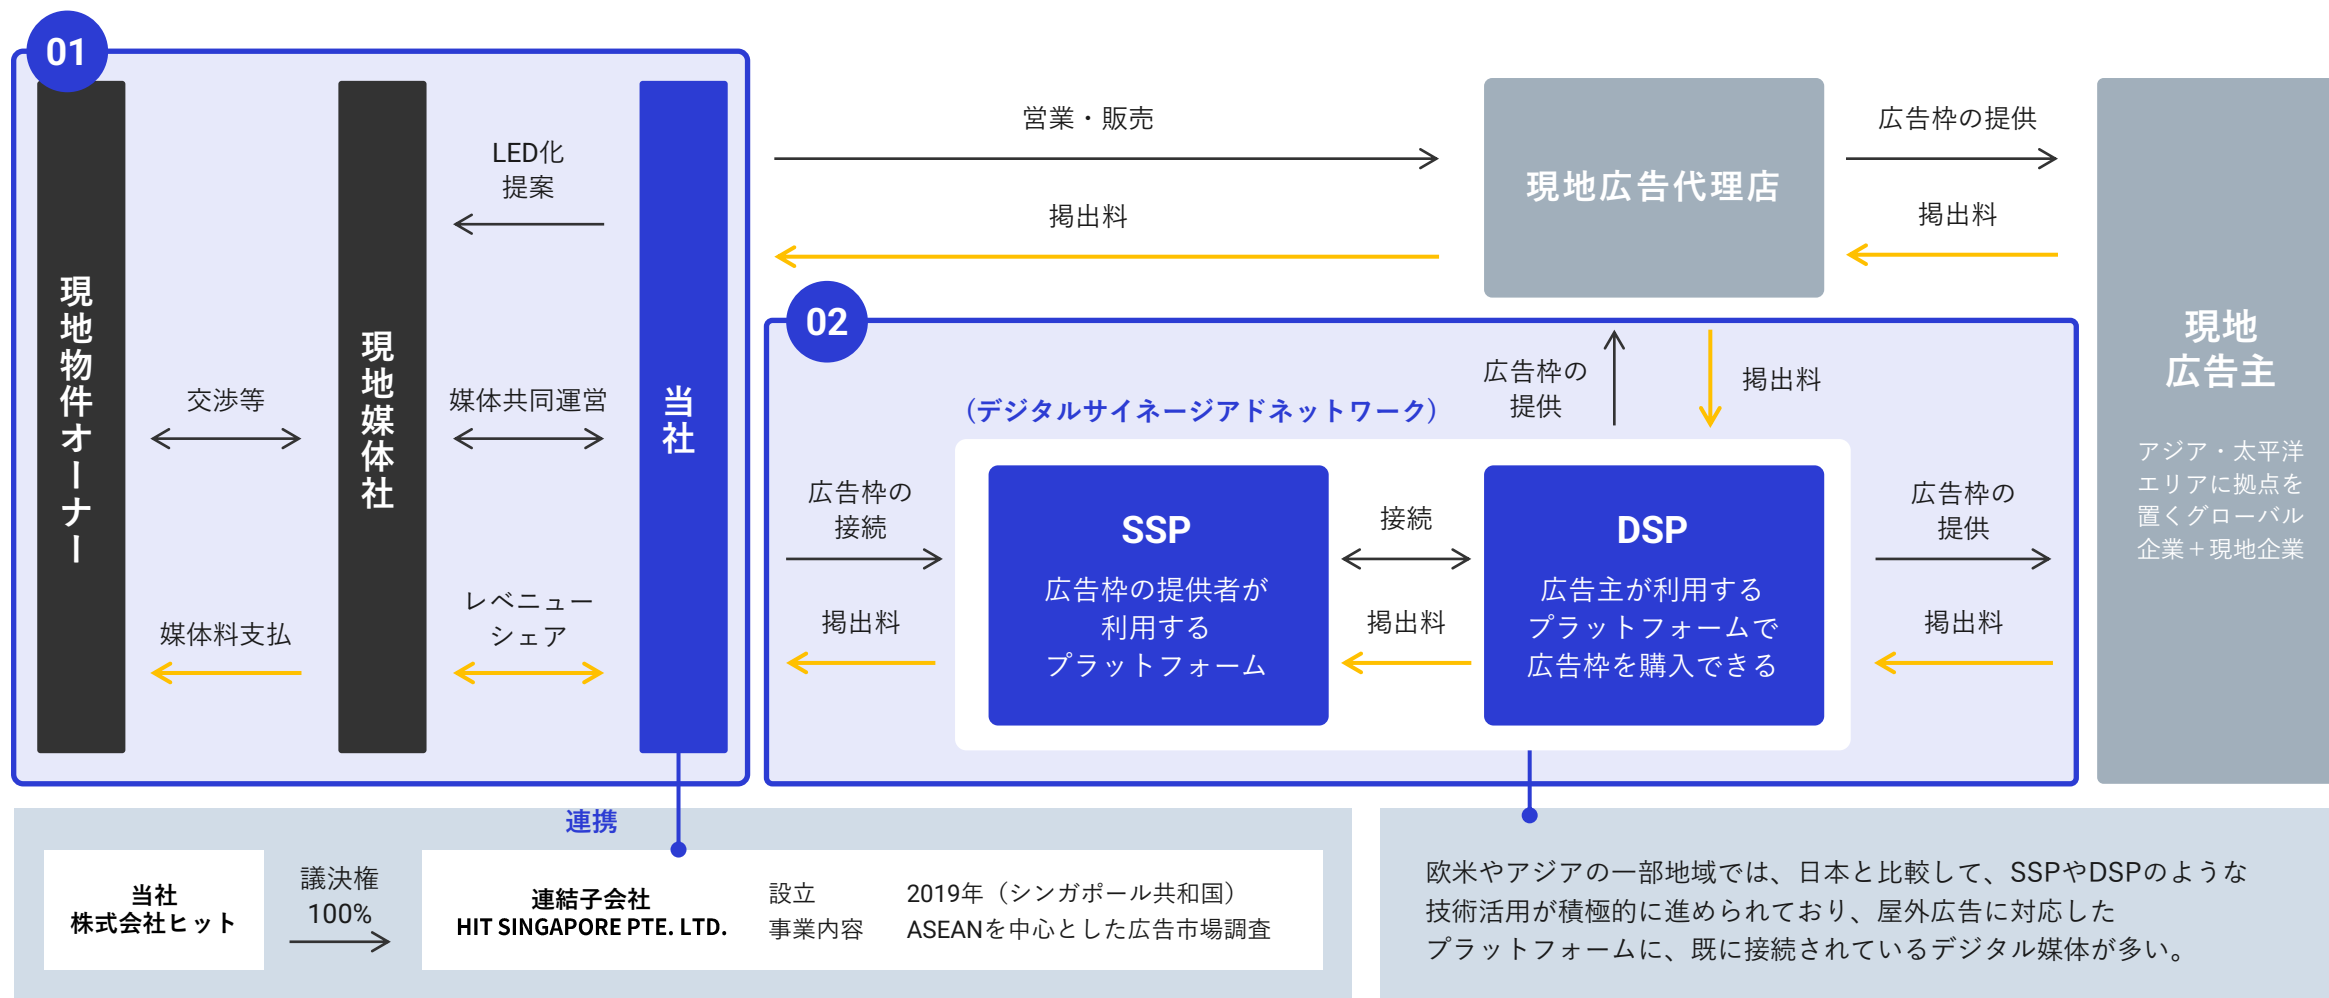 01
現地物件オーナー
交渉等
媒体料支払
現地媒体社
LED化
提案
媒体共同運営
レベニュー
シェア
当社
営業・販売
掲出料
現地広告代理店
広告枠の提供
掲出料
現地
広告主
アジア・太平洋
エリアに拠点を
置くグローバル
企業＋現地企業
02
広告枠の
提供
掲出料
（デジタルサイネージアドネットワーク）
広告枠の
接続
掲出料
SSP
広告枠の提供者が
利用する
プラットフォーム
接続
掲出料
DSP
広告主が利用する
プラットフォームで
広告枠を購入できる
広告枠の
提供
掲出料
連携
当社
株式会社ヒット
議決権
100%
連結子会社
HIT SINGAPORE PTE. LTD.
設立 2019年（シンガポール共和国）
事業内容 ASEANを中心とした広告市場調査
欧米やアジアの一部地域では、日本と比較して、SSPやDSPのような
技術活用が積極的に進められており、屋外広告に対応した
プラットフォームに、既に接続されているデジタル媒体が多い。